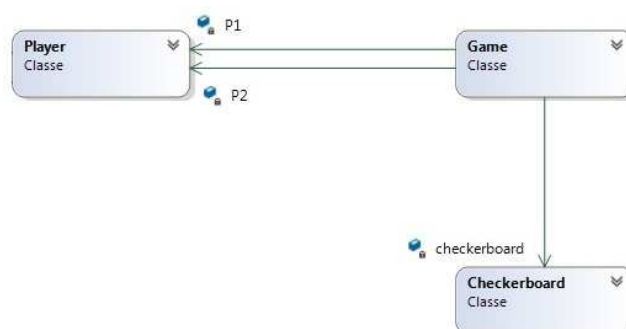 P1
Player
Classe
Game
Classe
P2
checkerboard
Checkerboard
Classe